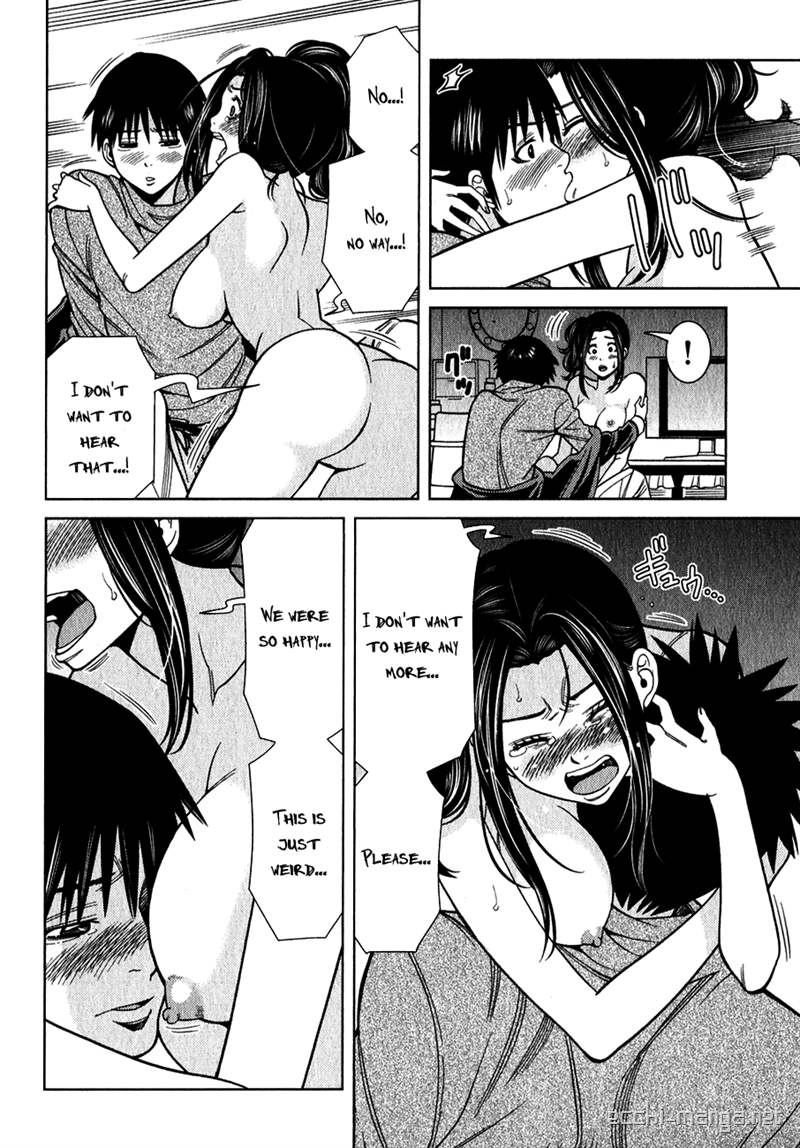 !
No...!
No,
no way...!
I don't
want to
hear
that...!
グ"
ギュウ...
I don't want
to hear any
more...
Please...
We were
so happy...
This is
just
weird...
ecchi-manga.net